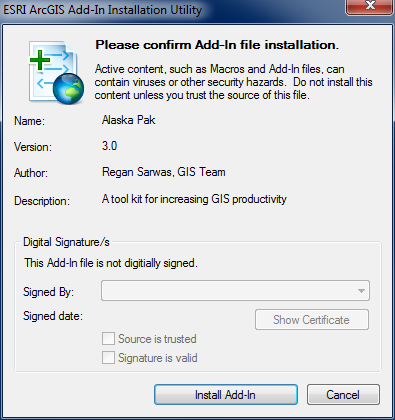 ESRI ArcGIS Add-In Installation Utility
Please confirm Add-In file installation.
Active content, such as Macros and Add-In files, can
contain viruses or other security hazards. Do not install this
content unless you trust the source of this file.
Name: Alaska Pak
Version: 3.0
Author: Regan Sarwas, GIS Team
Description: A tool kit for increasing GIS productivity
Digital Signature/s
This Add-In file is not digitially signed.
Signed By:
Signed date: Show Certificate
Source is trusted
Signature is valid
Install Add-In Cancel